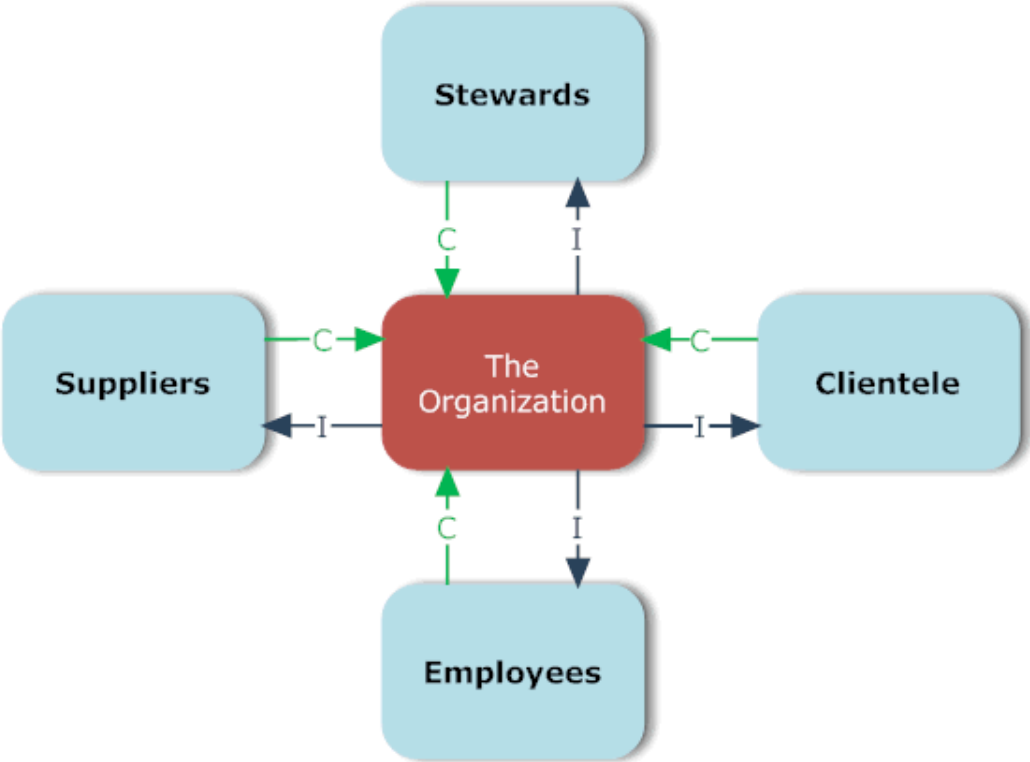 Stewards
C
I
C
C
Suppliers
The
Organization
Clientele
I
I
C
I
Employees